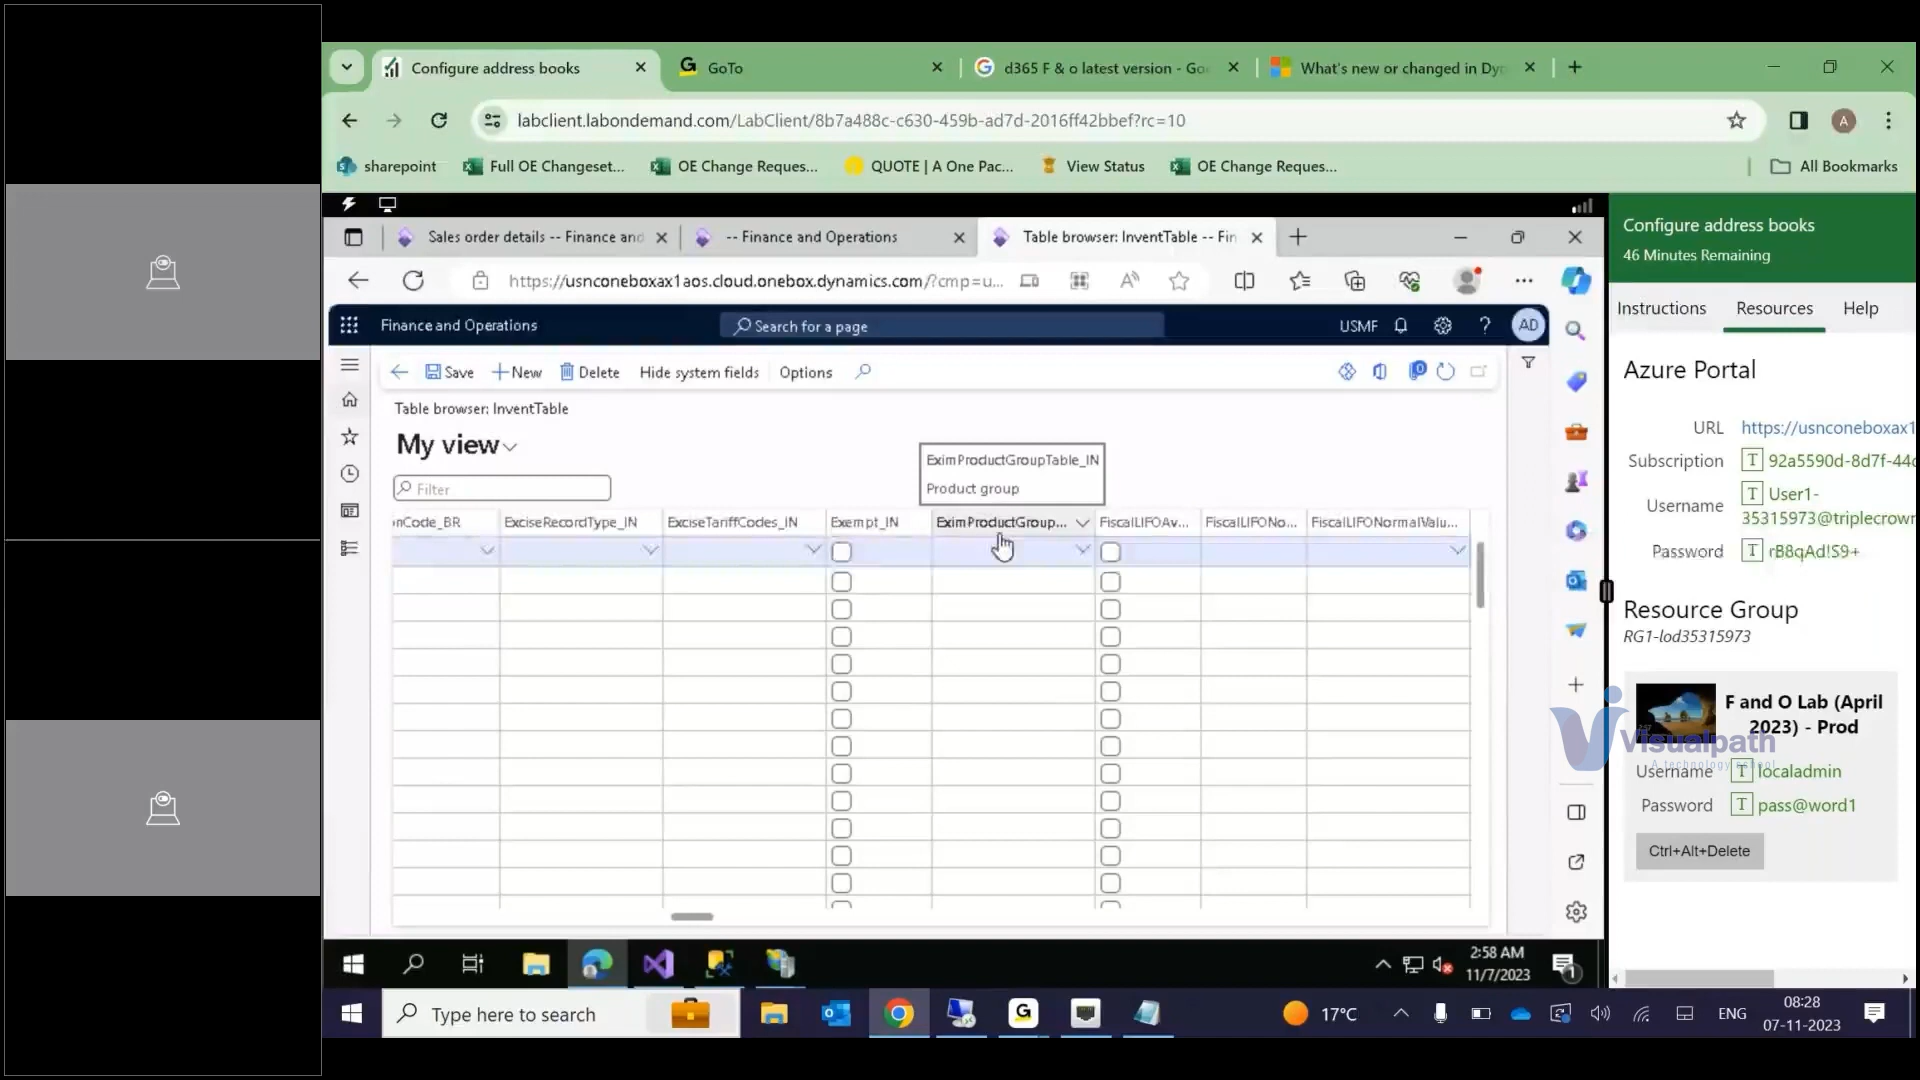 Configure address books
GoTo
d365 F & o latest version - Go
What's new or changed in Dyn
labclient.labondemand.com/LabClient/8b7a488c-c630-459b-ad7d-2016ff42bbef?rc=10
A
sharepoint
Full OE Changeset...
OE Change Reques...
QUOTE | A One Pac...
View Status
OE Change Reques...
All Bookmarks
Sales order details -- Finance and
-- Finance and Operations
Table browser: InventTable -- Fin
https://usnconeboxax1aos.cloud.onebox.dynamics.com/?cmp=u...
Finance and Operations
Search for a page
USMF
AD
Save
New
Delete
Hide system fields
Options
0
Table browser: InventTable
My view
Filter
EximProductGroupTable_IN
Product group
nCode_BR
ExciseRecordType_IN
ExciseTariffCodes_IN
Exempt_IN
EximProductGroup...
FiscalLIFOAv...
FiscalLIFONo...
FiscalLIFONormalValu...
Configure address books
46 Minutes Remaining
Instructions
Resources
Help
Azure Portal
URL
https://usnconeboxax1
Subscription
T
92a5590d-8d7f-44c
Username
T
User1-
35315973@triplecrown
Password
T
rB8qAd!S9+
Resource Group
RG1-lod35315973
F and O Lab (April
2023) - Prod
Visualpath
A technology school
Username
T
localadmin
Password
T
pass@word1
Ctrl+Alt+Delete
2:58 AM
11/7/2023
1
Type here to search
G
17°C
ENG
08:28
07-11-2023